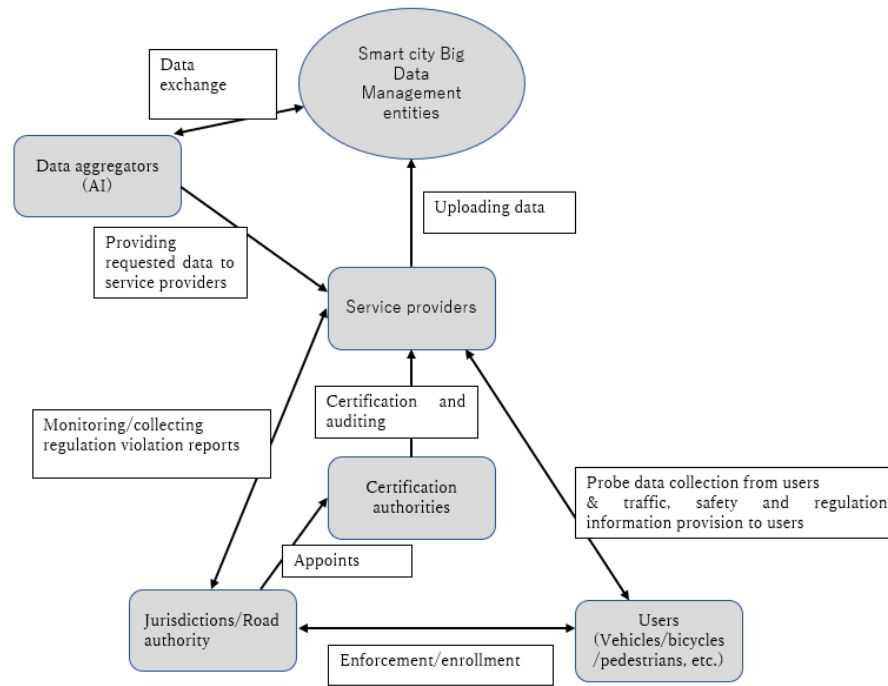 Smart city Big
Data
Management
entities
Data
exchange
Data aggregators
(AI)
Uploading data
Providing
requested data to
service providers
Service providers
Certification and
auditing
Monitoring/collecting
regulation violation reports
Certification
authorities
Probe data collection from users
& traffic, safety and regulation
information provision to users
Appoints
Jurisdictions/Road
authority
Users
(Vehicles/bicycles
/pedestrians, etc.)
Enforcement/enrollment